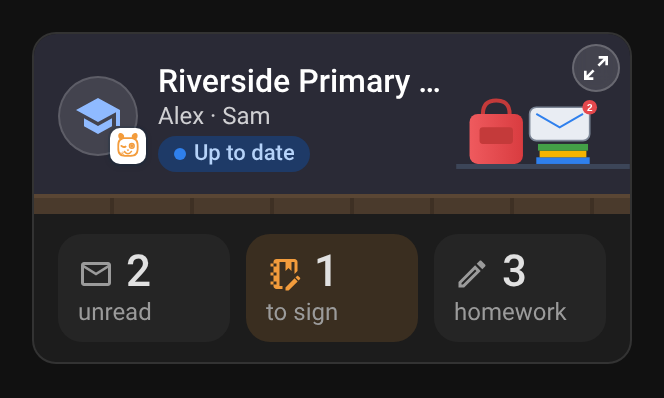 Riverside Primary ...
Alex · Sam
2
Up to date
2
unread
1
to sign
3
homework